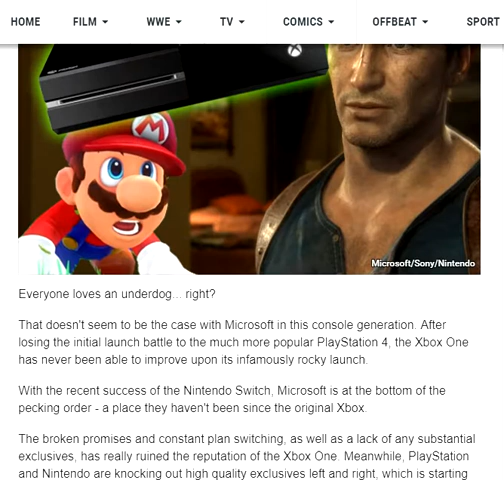 HOME FILM WWE TV COMICS OFFBEAT SPORT
M
Microsoft/Sony/Nintendo
Everyone loves an underdog... right?
That doesn't seem to be the case with Microsoft in this console generation. After
losing the initial launch battle to the much more popular PlayStation 4, the Xbox One
has never been able to improve upon its infamously rocky launch.
With the recent success of the Nintendo Switch, Microsoft is at the bottom of the
pecking order - a place they haven't been since the original Xbox.
The broken promises and constant plan switching, as well as a lack of any substantial
exclusives, has really ruined the reputation of the Xbox One. Meanwhile, PlayStation
and Nintendo are knocking out high quality exclusives left and right, which is starting